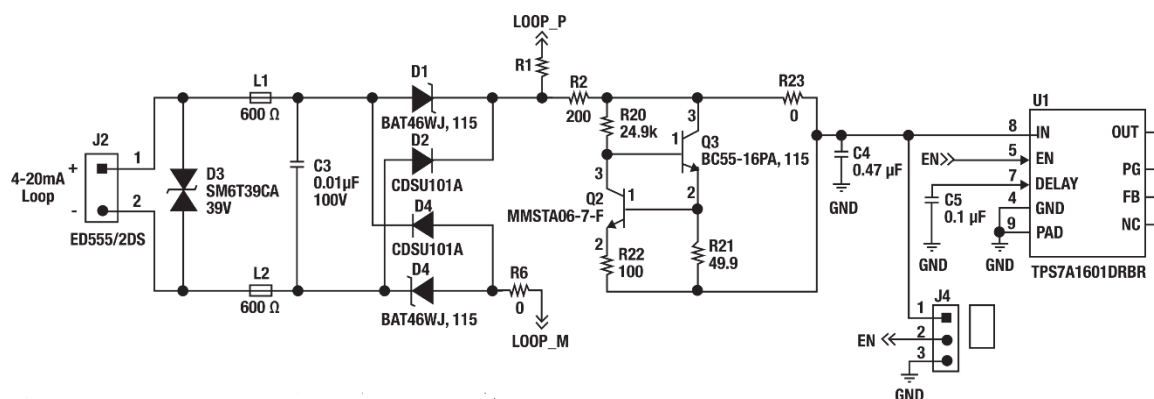 LOOP_P
R1
L1
600 Ω
D1
BAT46WJ, 115
R2
200
R23
0
R20
24.9k
3
1
Q3
BC55-16PA, 115
2
U1
8
IN
OUT
EN
5
EN
PG
7
DELAY
FB
4
GND
NC
9
PAD
TPS7A1601DRBR
J2
1
+
4-20mA
Loop
-
2
ED555/2DS
D3
SM6T39CA
39V
C3
0.01µF
100V
D2
CDSU101A
D4
CDSU101A
3
Q2
1
MMSTA06-7-F
2
R22
100
R21
49.9
C4
0.47 µF
GND
C5
0.1 µF
GND
GND
L2
600 Ω
D4
BAT46WJ, 115
R6
0
LOOP_M
J4
1
EN
2
3
GND